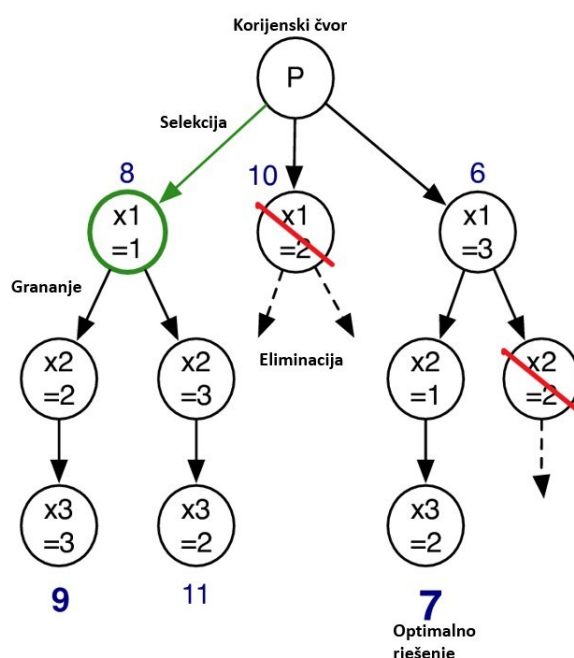 Korijenski čvor
P
Selekcija
8
10
6
x1
=1
x1
=2
x1
=3
Grananje
Eliminacija
x2
=2
x2
=3
x2
=1
x2
=2
x3
=3
x3
=2
x3
=2
9
11
7
Optimalno
rješenje